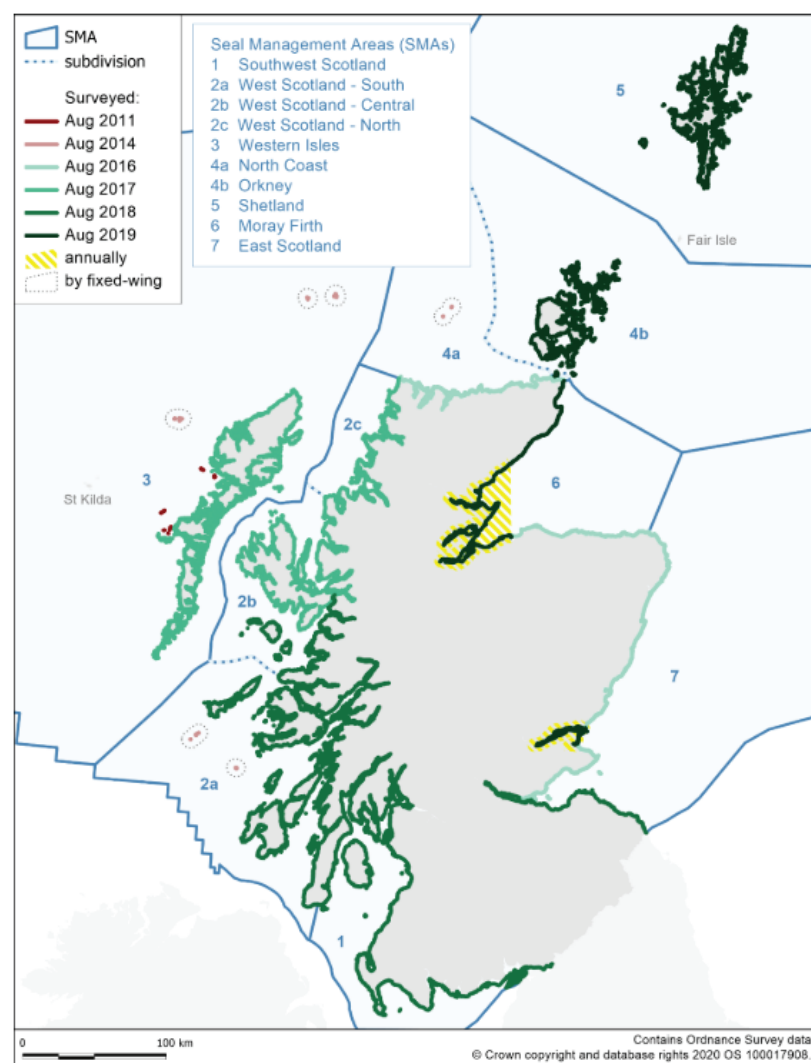 SMA
subdivision
Surveyed:
Aug 2011
Aug 2014
Aug 2016
Aug 2017
Aug 2018
Aug 2019
annually
by fixed-wing
Seal Management Areas (SMAs)
1 Southwest Scotland
2a West Scotland - South
2b West Scotland - Central
2c West Scotland - North
3 Western Isles
4a North Coast
4b Orkney
5 Shetland
6 Moray Firth
7 East Scotland
5
Fair Isle
4b
4a
2c
3
St Kilda
6
2b
7
2a
1
0 100 km
Contains Ordnance Survey data
© Crown copyright and database rights 2020 OS 100017908.